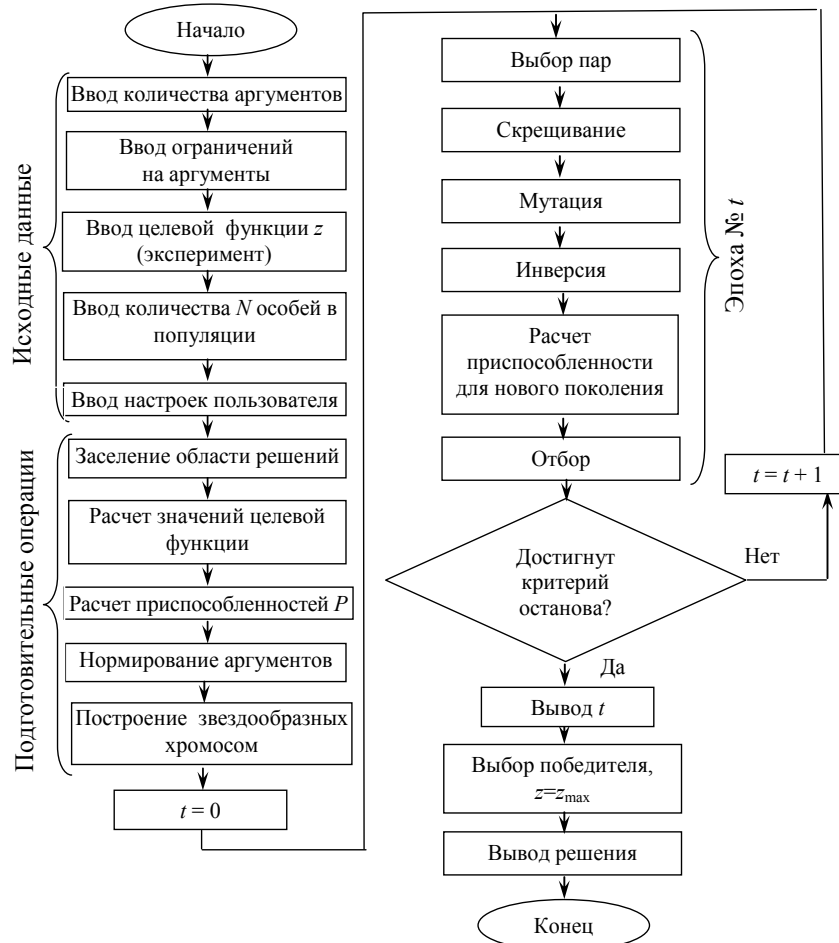 Начало
Исходные данные
Ввод количества аргументов
Ввод ограничений
на аргументы
Ввод целевой функции z
(эксперимент)
Ввод количества N особей в
популяции
Ввод настроек пользователя
Подготовительные операции
Заселение области решений
Расчет значений целевой
функции
Расчет приспособленностей P
Нормирование аргументов
Построение звездообразных
хромосом
t = 0
Выбор пар
Скрещивание
Мутация
Инверсия
Расчет
приспособленности
для нового поколения
Отбор
Эпоха № t
t = t + 1
Достигнут
критерий
останова?
Нет
Да
Вывод t
Выбор победителя,
z=zmax
Вывод решения
Конец